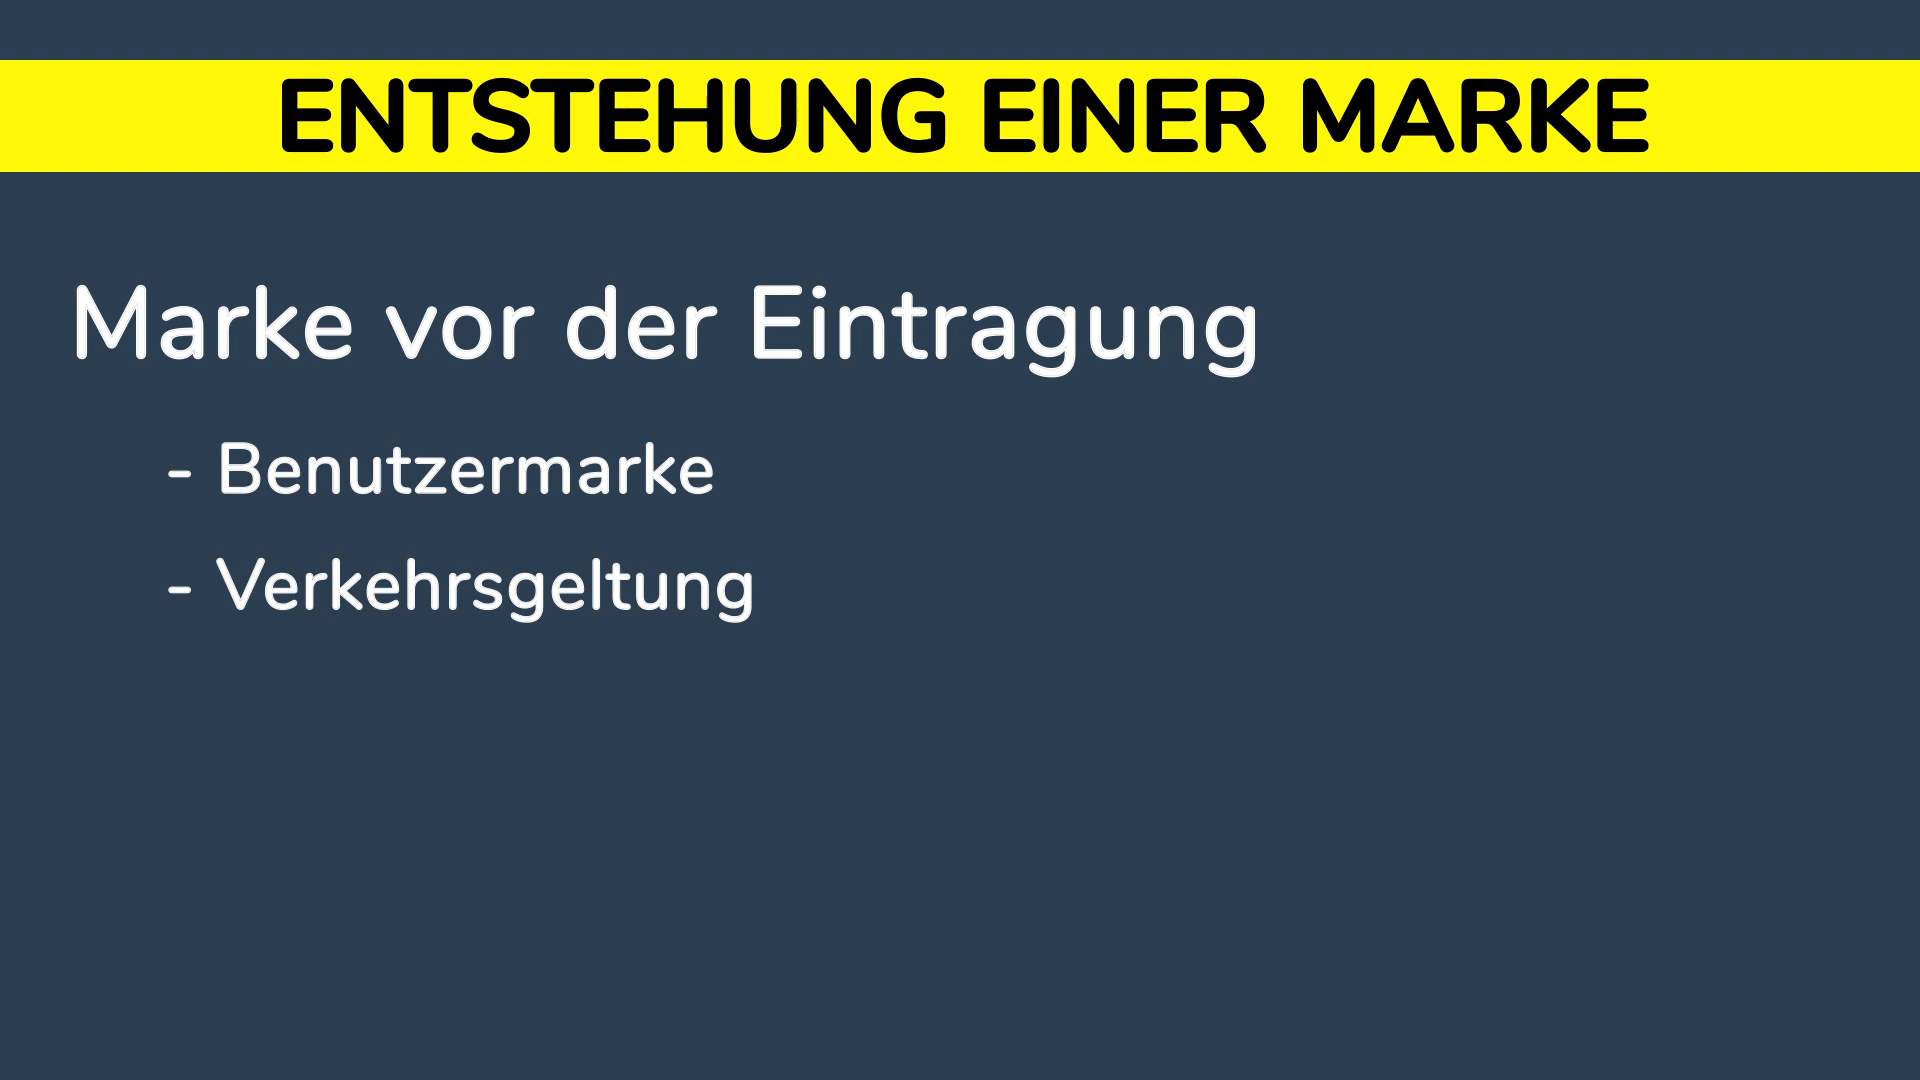 ENTSTEHUNG EINER MARKE
Marke vor der Eintragung
- Benutzermarke
- Verkehrsgeltung